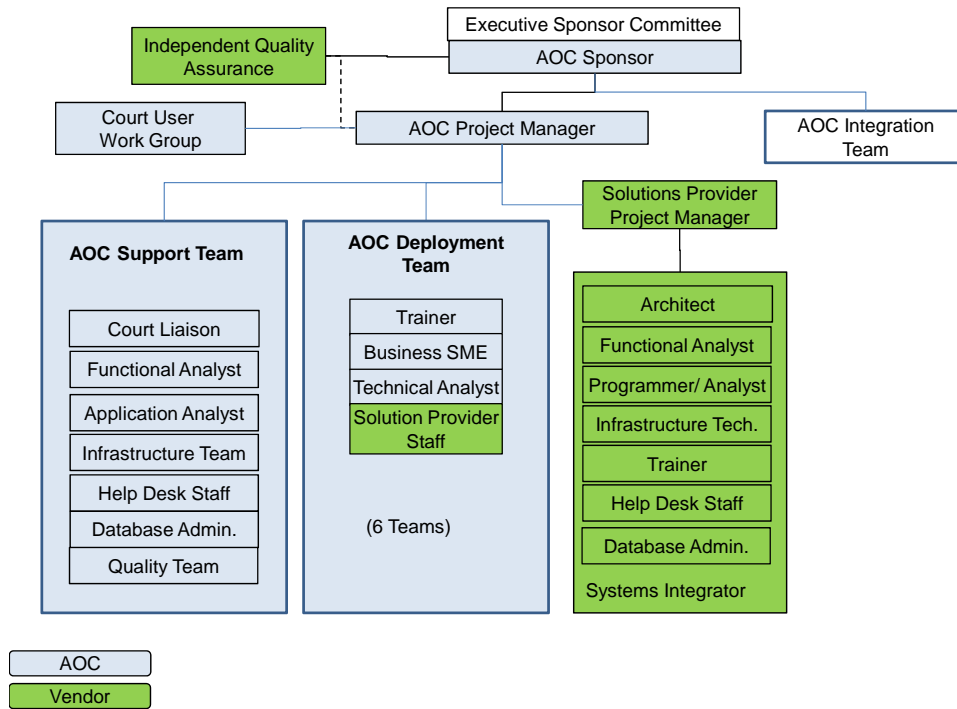 Executive Sponsor Committee
Independent Quality
Assurance
AOC Sponsor
Court User
Work Group
AOC Project Manager
AOC Integration
Team
Solutions Provider
Project Manager
AOC Support Team
Court Liaison
Functional Analyst
Application Analyst
Infrastructure Team
Help Desk Staff
Database Admin.
Quality Team
AOC Deployment
Team
Trainer
Business SME
Technical Analyst
Solution Provider
Staff
(6 Teams)
Architect
Functional Analyst
Programmer/ Analyst
Infrastructure Tech.
Trainer
Help Desk Staff
Database Admin.
Systems Integrator
AOC
Vendor